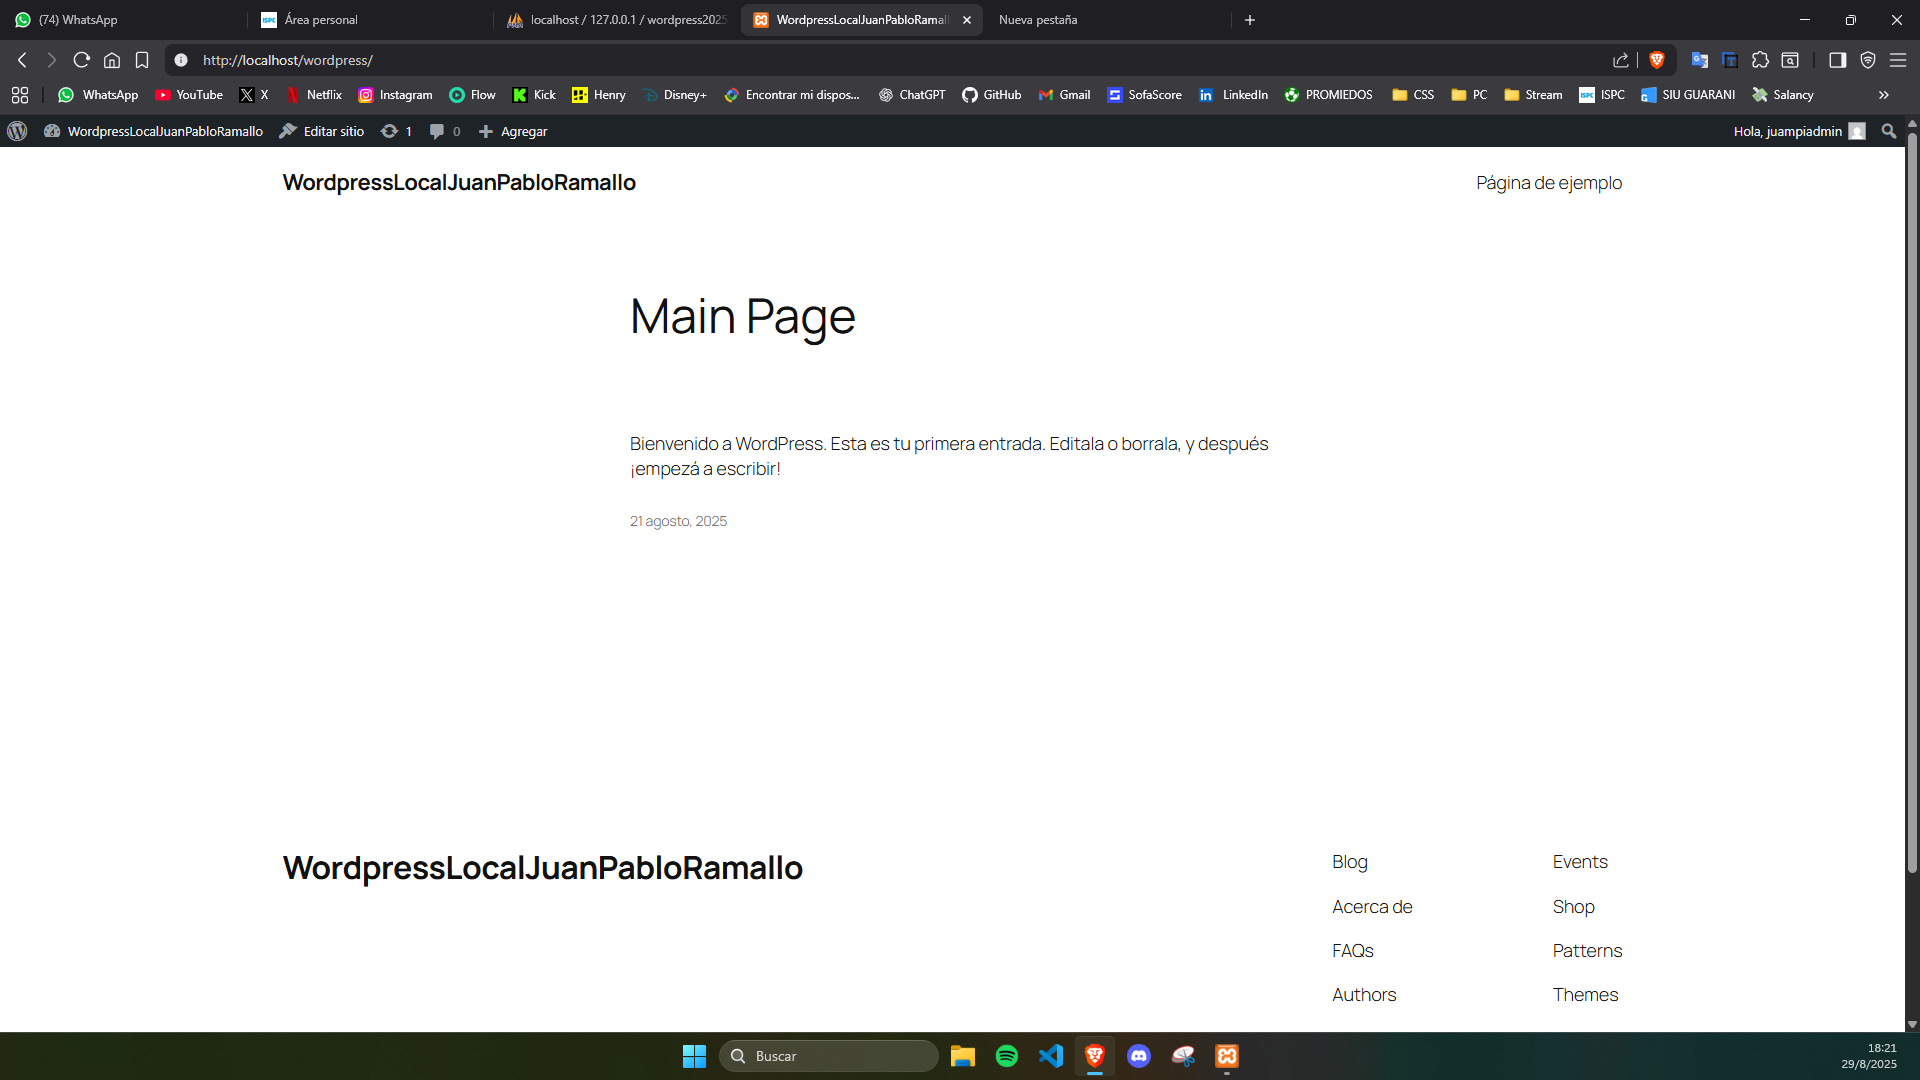 (74) WhatsApp
Área personal
localhost / 127.0.0.1 / wordpress2025
WordpressLocalJuanPabloRamall
Nueva pestaña
http://localhost/wordpress/
WhatsApp
YouTube
X
Netflix
Instagram
Flow
Kick
Henry
Disney+
Encontrar mi dispos...
ChatGPT
GitHub
Gmail
SofaScore
LinkedIn
PROMIEDOS
CSS
PC
Stream
ISPC
SIU GUARANI
Salancy
WordpressLocalJuanPabloRamallo
Editar sitio
1
0
Agregar
Hola, juampiadmin
WordpressLocalJuanPabloRamallo
Página de ejemplo
Main Page
Bienvenido a WordPress. Esta es tu primera entrada. Editala o borrala, y después
¡empezá a escribir!
21 agosto, 2025
WordpressLocalJuanPabloRamallo
Blog
Events
Acerca de
Shop
FAQs
Patterns
Authors
Themes
Buscar
18:21
29/8/2025